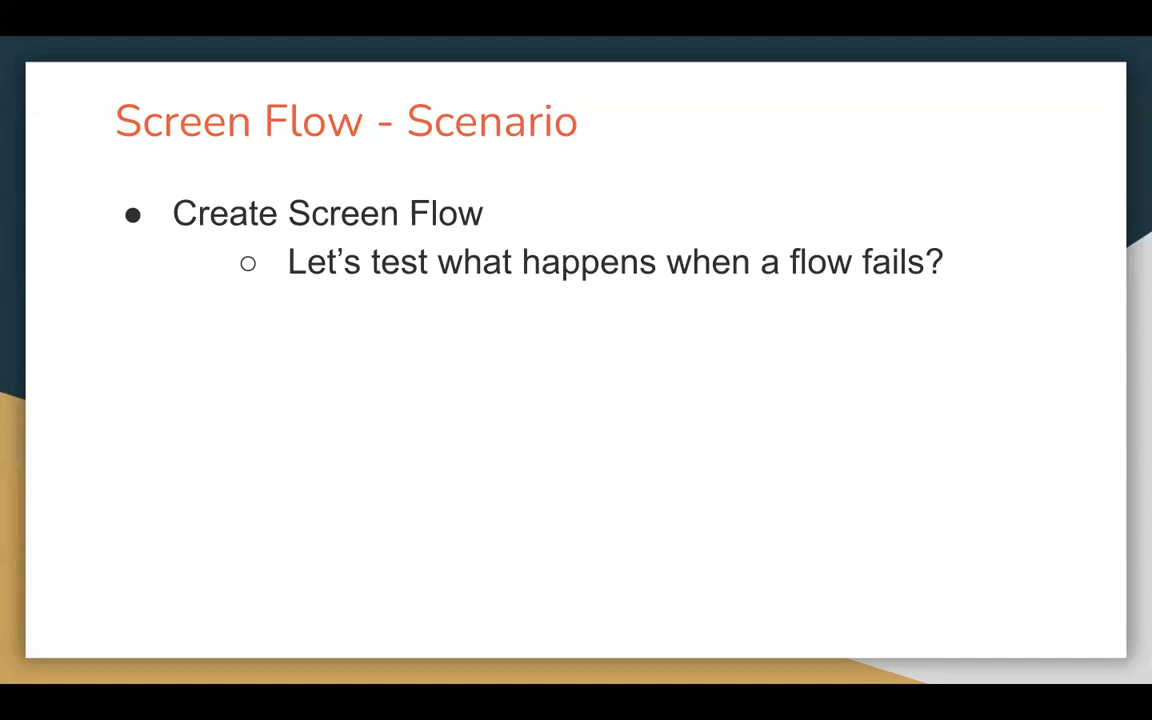 Screen Flow - Scenario
● Create Screen Flow
○ Let’s test what happens when a flow fails?